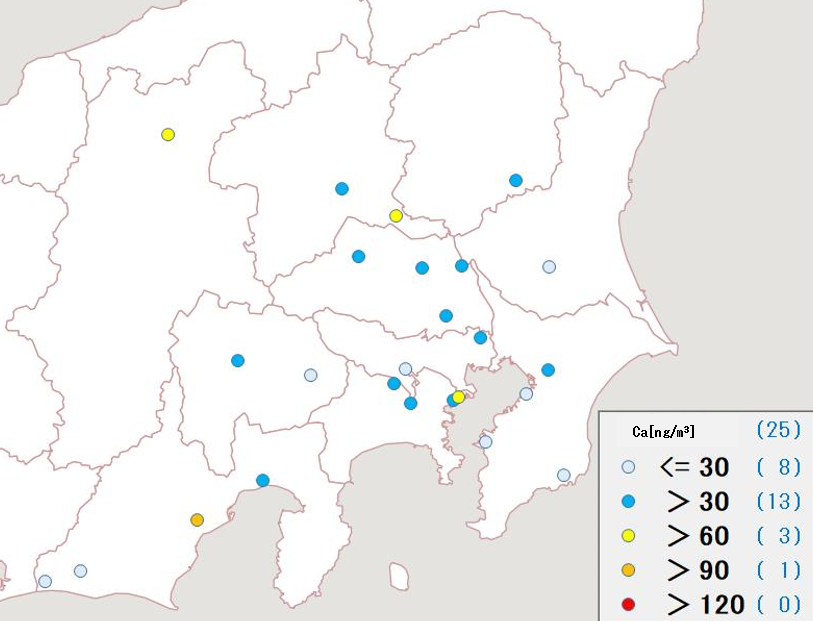 Ca[ng/m³] (25)
<= 30 ( 8)
> 30 (13)
> 60 ( 3)
> 90 ( 1)
> 120 ( 0)